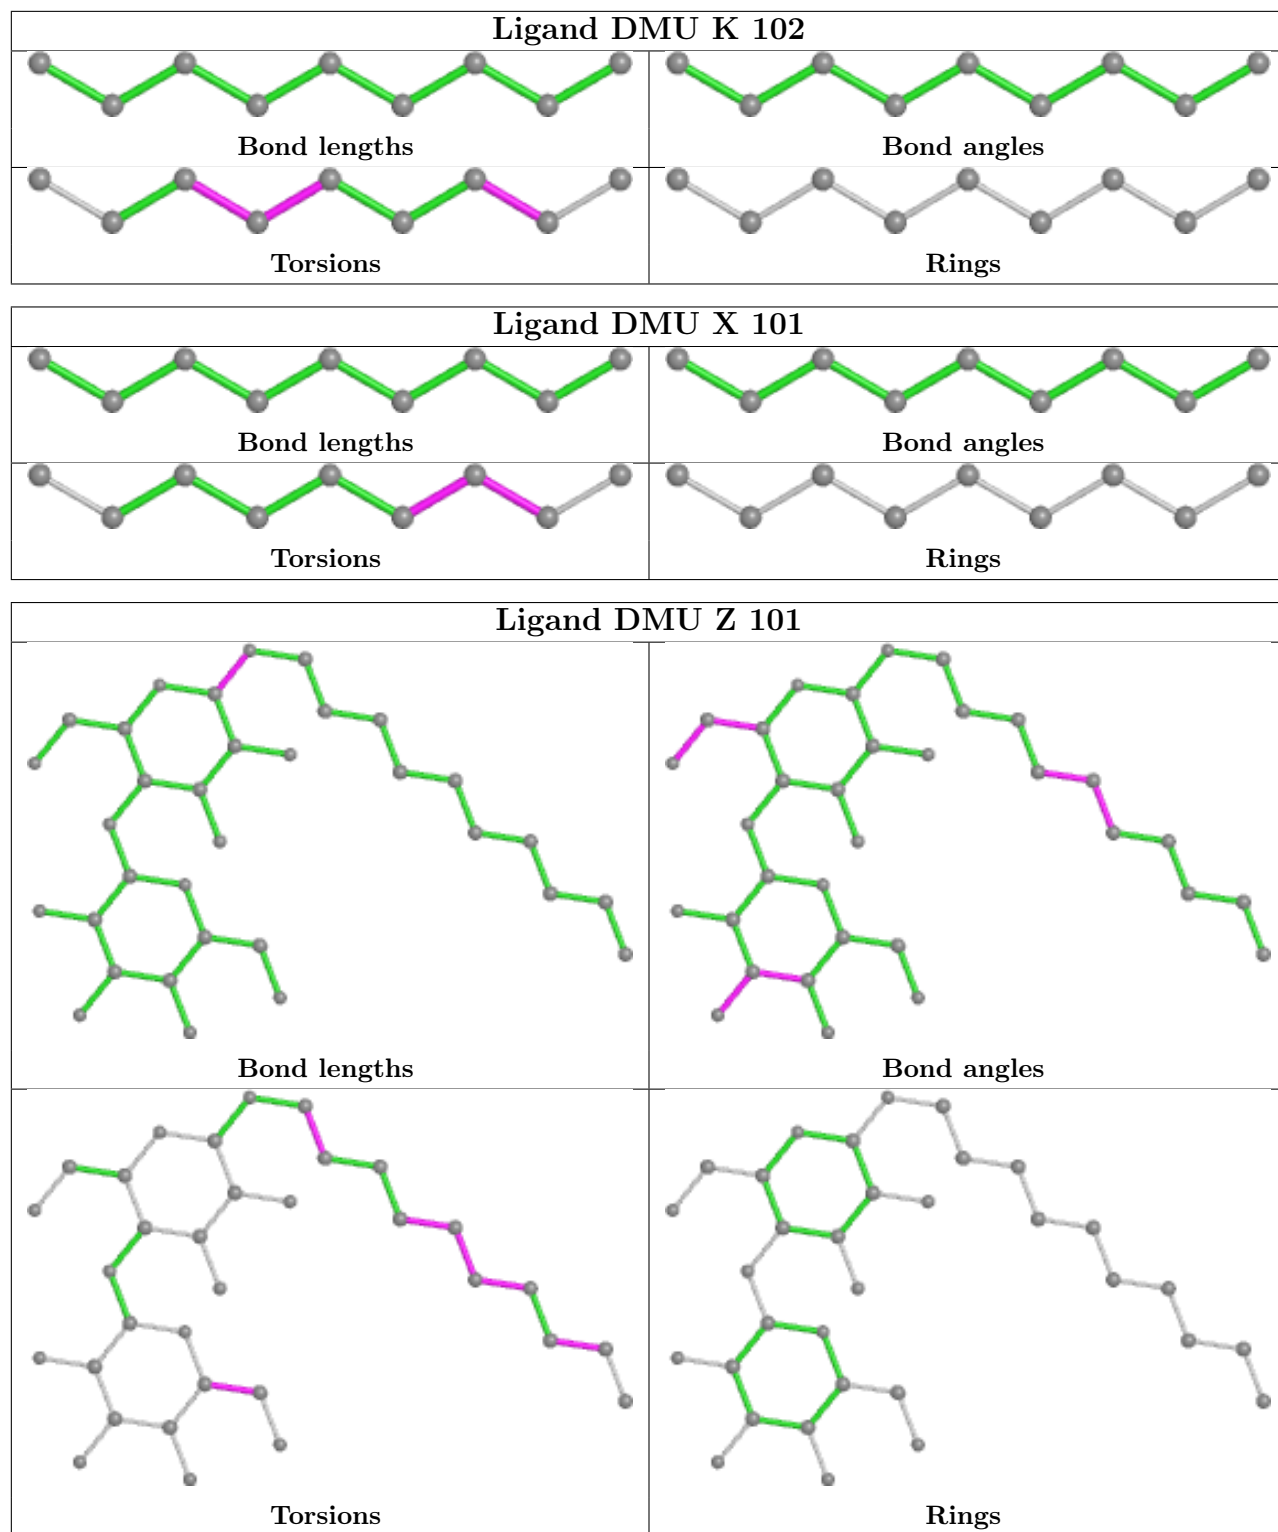 Ligand DMU K 102
Bond lengths
Bond angles
Torsions
Rings
Ligand DMU X 101
Bond lengths
Bond angles
Torsions
Rings
Ligand DMU Z 101
Bond lengths
Bond angles
Torsions
Rings